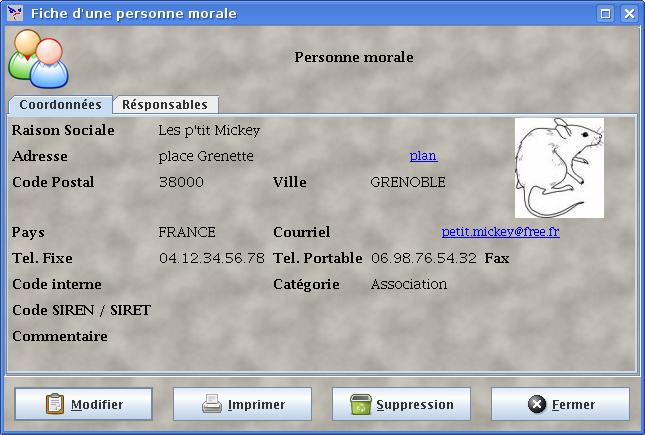 Fiche d'une personne morale
Personne morale
Coordonnées Résponsables
Raison Sociale Les p'tit Mickey
Adresse place Grenette plan
Code Postal 38000 Ville GRENOBLE
Pays FRANCE Courriel petit.mickey@free.fr
Tel. Fixe 04.12.34.56.78 Tel. Portable 06.98.76.54.32 Fax
Code interne Catégorie Association
Code SIREN / SIRET
Commentaire
Modifier Imprimer Suppression Fermer